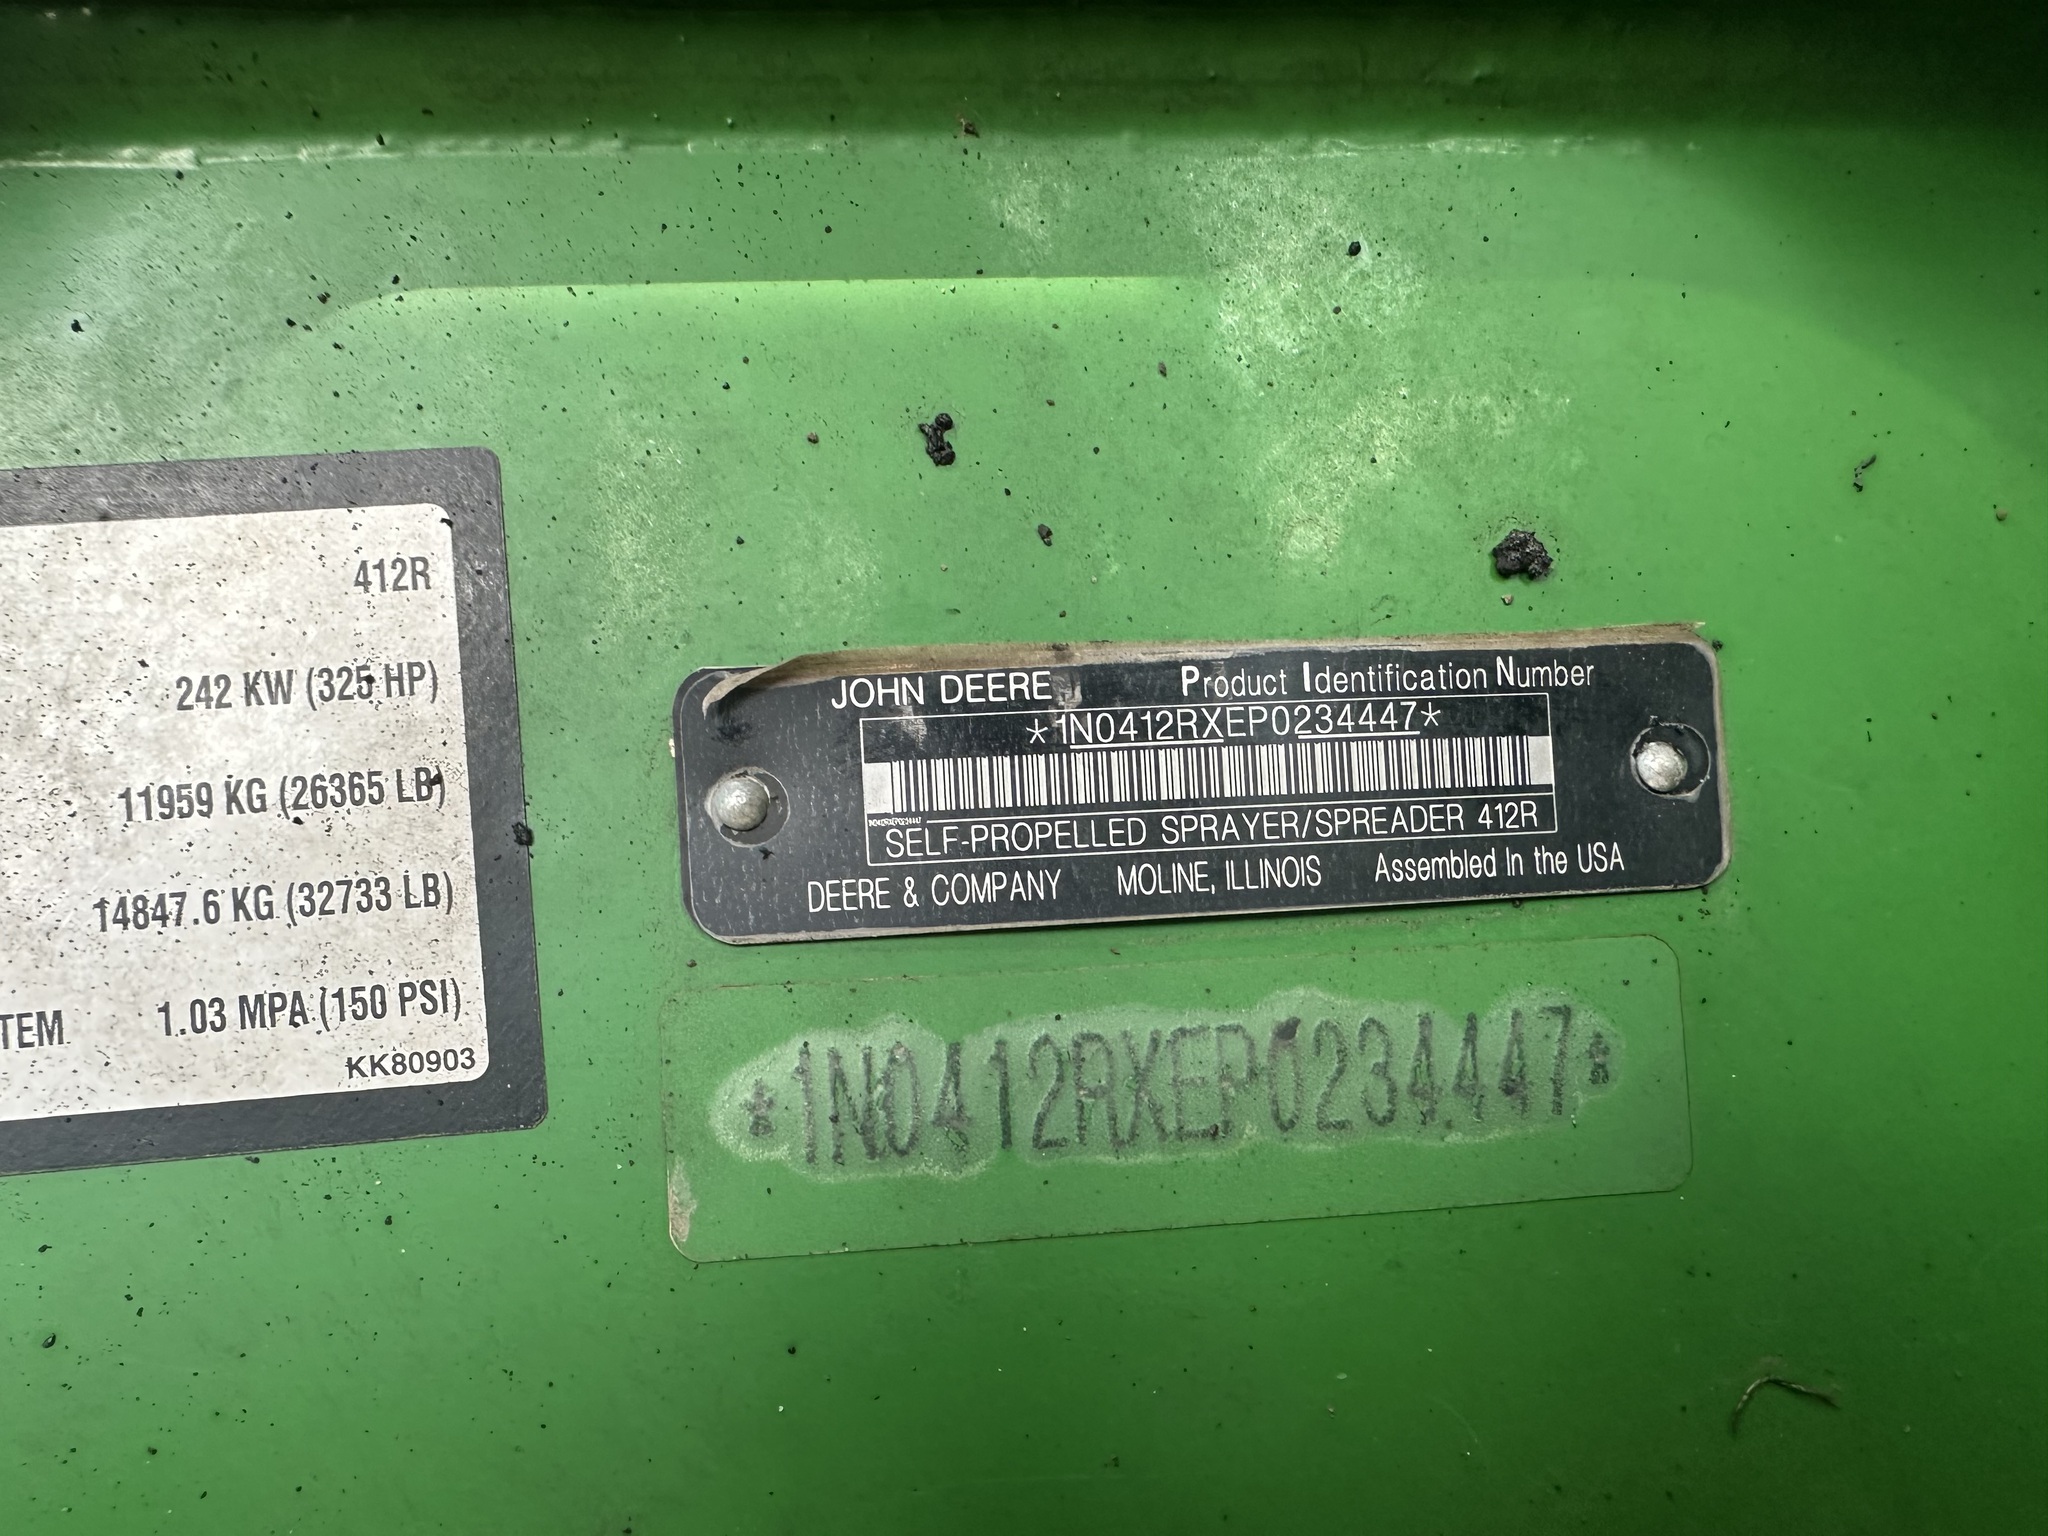 412R
242 KW (325 HP)
11959 KG (26365 LB)
14847.6 KG (32733 LB)
TEM 1.03 MPA (150 PSI)
KK80903
JOHN DEERE Product Identification Number
*1N0412RXEP0234447*
1N0412RXEP0234447
SELF-PROPELLED SPRAYER/SPREADER 412R
DEERE & COMPANY MOLINE, ILLINOIS Assembled In the USA
*1N0412RXEP0234447*